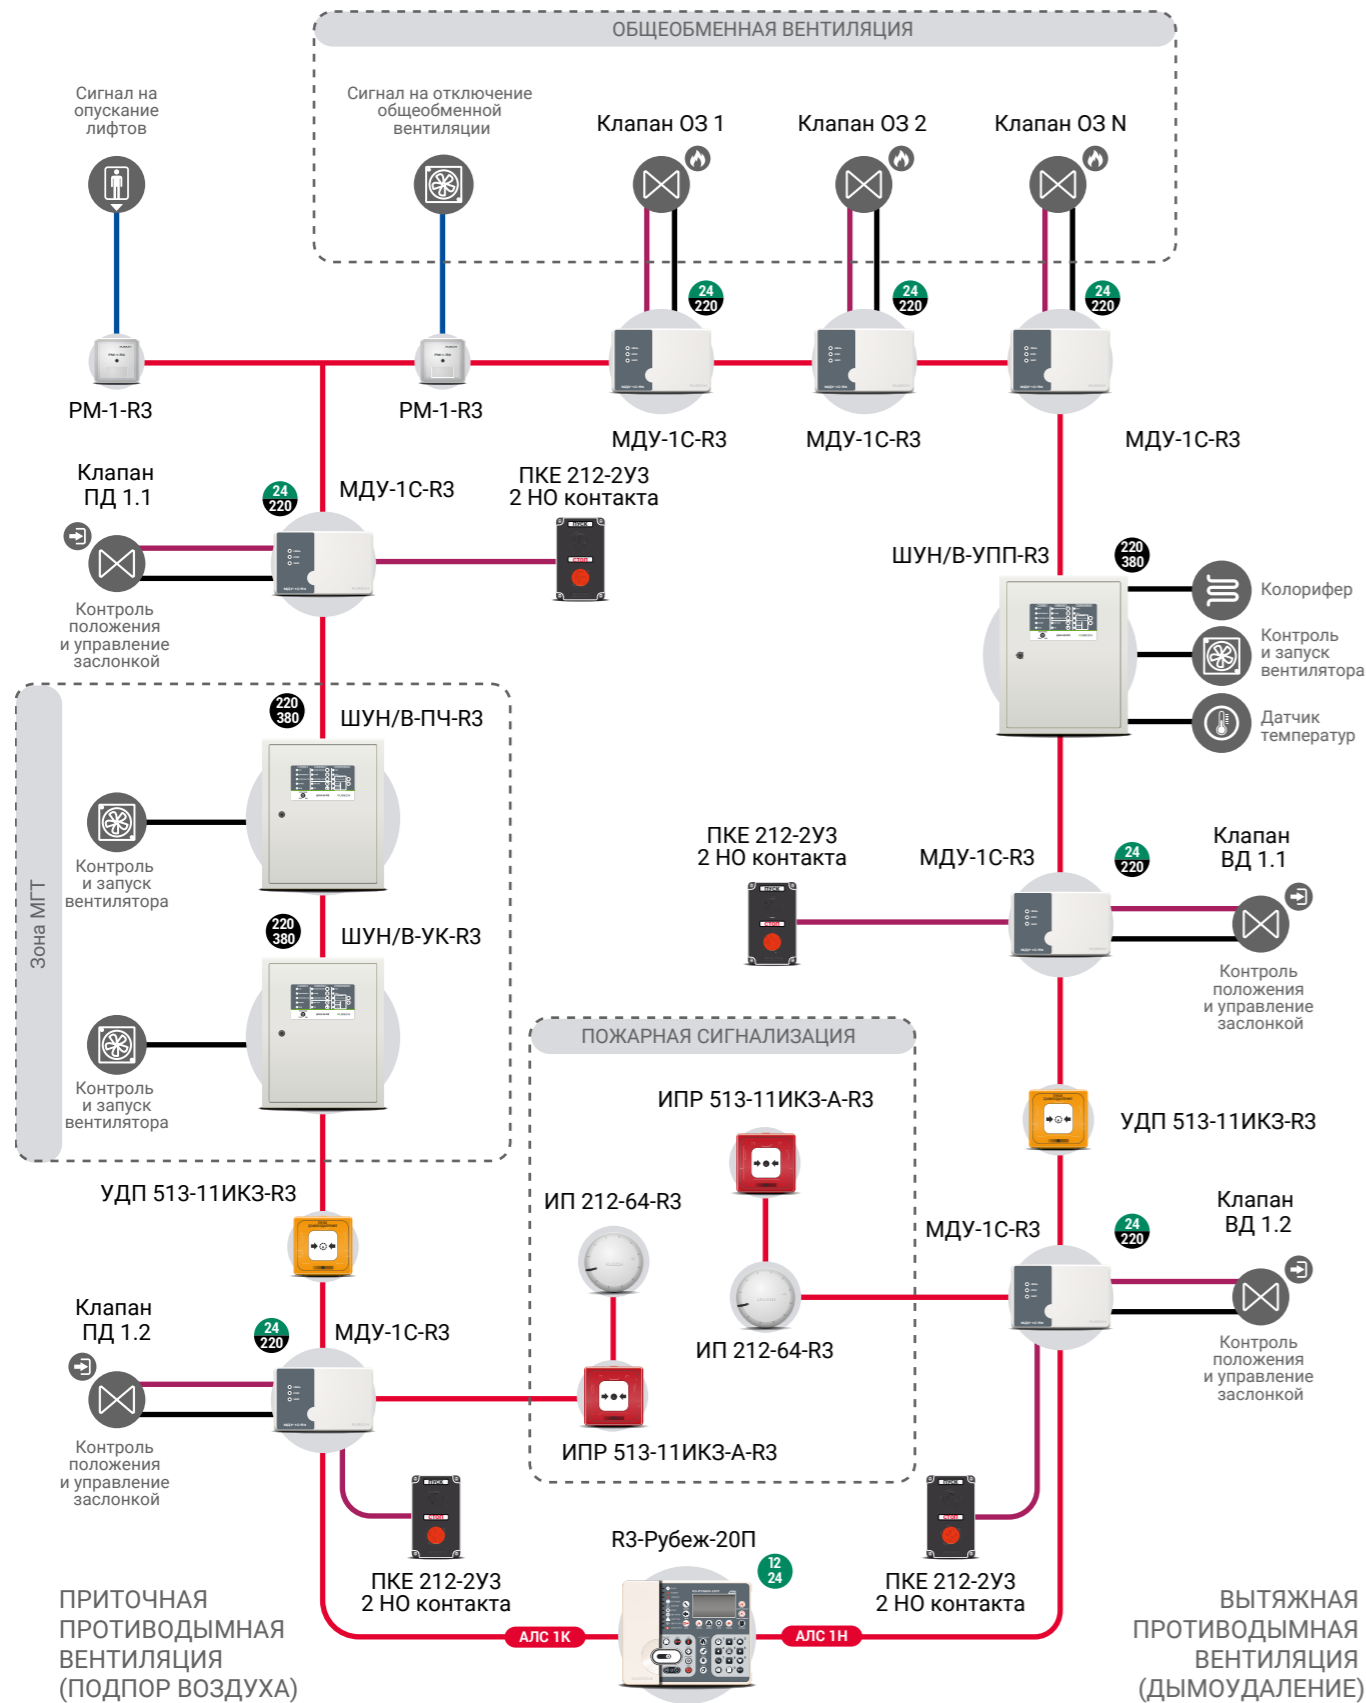 ОБЩЕОБМЕННАЯ ВЕНТИЛЯЦИЯ
Сигнал на
опускание
лифтов
Сигнал на отключение
общеобменной
вентиляции
Клапан ОЗ 1
Клапан ОЗ 2
Клапан ОЗ N
24
220
24
220
24
220
РМ-1-R3
РМ-1-R3
МДУ-1С-R3
МДУ-1С-R3
МДУ-1С-R3
Клапан
ПД 1.1
24
220
МДУ-1С-R3
ПКЕ 212-2У3
2 НО контакта
ПУСК
СТОП
Контроль
положения
и управление
заслонкой
ШУН/В-УПП-R3
220
380
Колорифер
Контроль
и запуск
вентилятора
Датчик
температур
Зона МГТ
220
380
ШУН/В-ПЧ-R3
Контроль
и запуск
вентилятора
220
380
ШУН/В-УК-R3
Контроль
и запуск
вентилятора
ПКЕ 212-2У3
2 НО контакта
ПУСК
СТОП
МДУ-1С-R3
24
220
Клапан
ВД 1.1
Контроль
положения
и управление
заслонкой
ПОЖАРНАЯ СИГНАЛИЗАЦИЯ
ИПР 513-11ИКЗ-А-R3
УДП 513-11ИКЗ-R3
УДП 513-11ИКЗ-R3
ИП 212-64-R3
МДУ-1С-R3
24
220
Клапан
ВД 1.2
ИП 212-64-R3
Контроль
положения
и управление
заслонкой
Клапан
ПД 1.2
24
220
МДУ-1С-R3
Контроль
положения
и управление
заслонкой
ИПР 513-11ИКЗ-А-R3
ПУСК
СТОП
ПКЕ 212-2У3
2 НО контакта
R3-Рубеж-20П
12
24
ПУСК
СТОП
ПКЕ 212-2У3
2 НО контакта
АЛС 1К
АЛС 1Н
ПРИТОЧНАЯ
ПРОТИВОДЫМНАЯ
ВЕНТИЛЯЦИЯ
(ПОДПОР ВОЗДУХА)
ВЫТЯЖНАЯ
ПРОТИВОДЫМНАЯ
ВЕНТИЛЯЦИЯ
(ДЫМОУДАЛЕНИЕ)